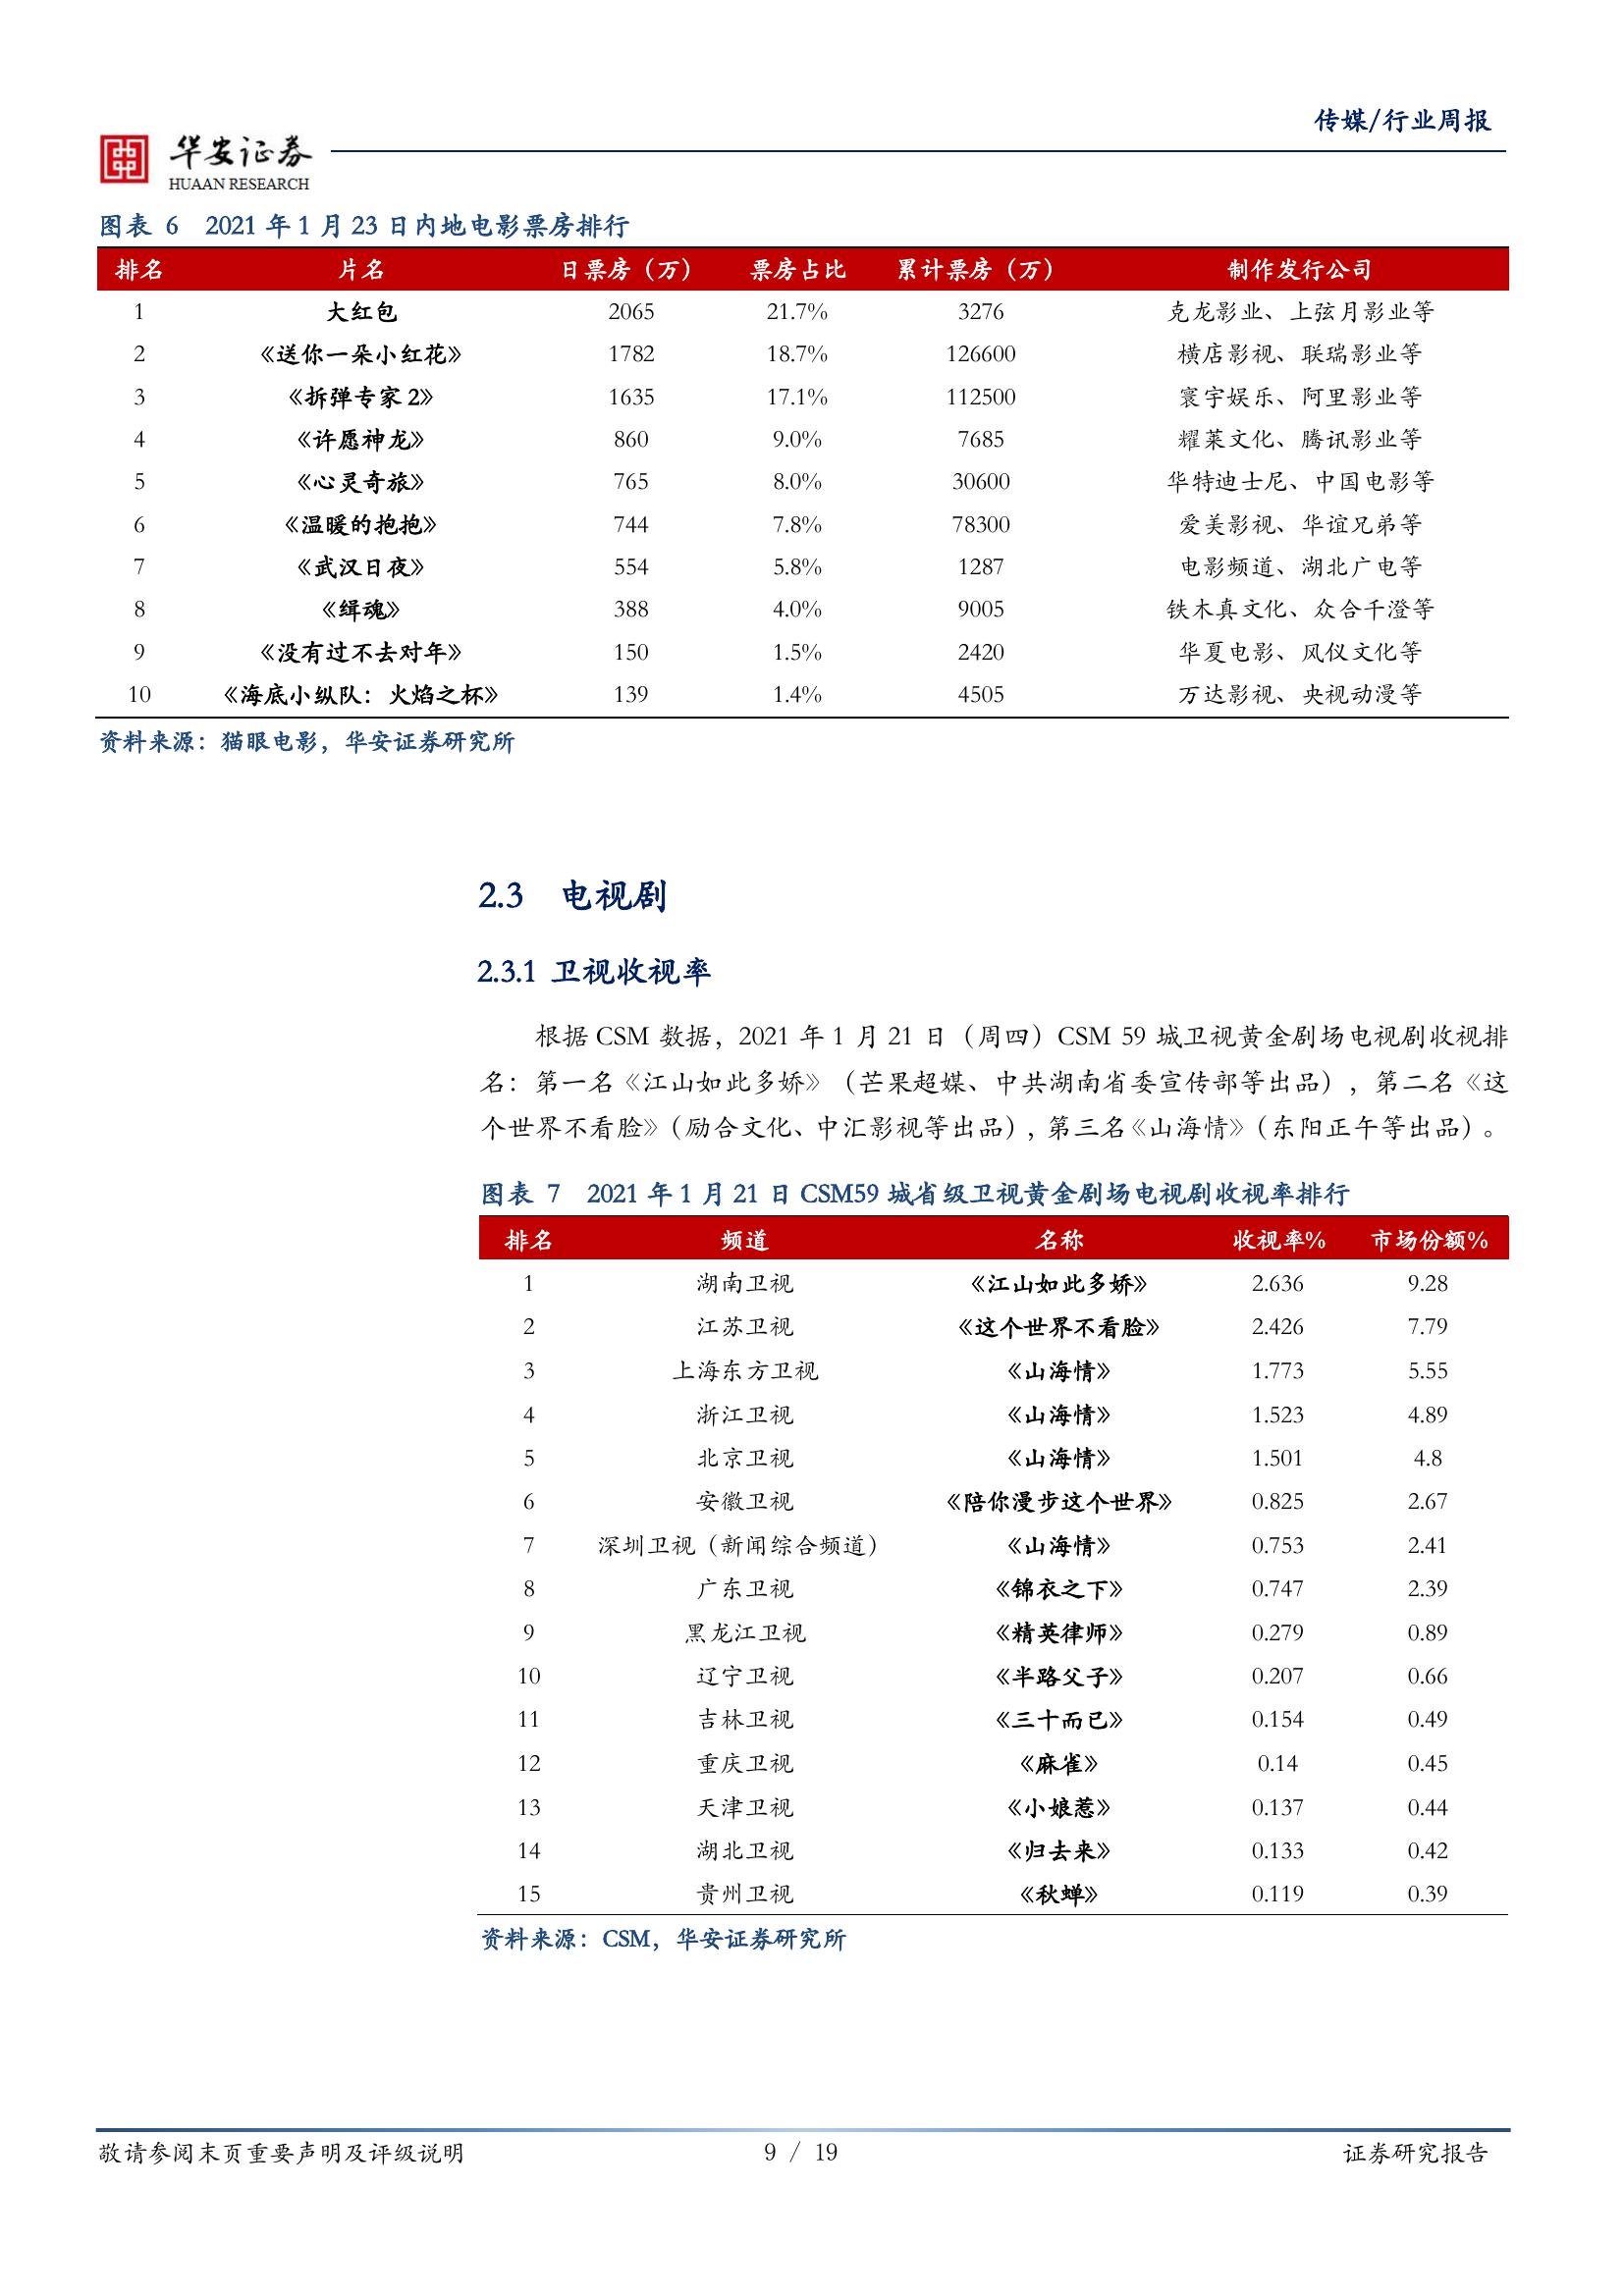 传媒/行业周报
华安证券
HUAAN RESEARCH
图表 6 2021 年 1 月 23 日内地电影票房排行
排名 片名 日票房（万） 票房占比 累计票房（万） 制作发行公司
1 大红包 2065 21.7% 3276 克龙影业、上弦月影业等
2 《送你一朵小红花》 1782 18.7% 126600 横店影视、联瑞影业等
3 《拆弹专家 2》 1635 17.1% 112500 寰宇娱乐、阿里影业等
4 《许愿神龙》 860 9.0% 7685 耀莱文化、腾讯影业等
5 《心灵奇旅》 765 8.0% 30600 华特迪士尼、中国电影等
6 《温暖的抱抱》 744 7.8% 78300 爱美影视、华谊兄弟等
7 《武汉日夜》 554 5.8% 1287 电影频道、湖北广电等
8 《缉魂》 388 4.0% 9005 铁木真文化、众合千澄等
9 《没有过不去对年》 150 1.5% 2420 华夏电影、风仪文化等
10 《海底小纵队：火焰之杯》 139 1.4% 4505 万达影视、央视动漫等
资料来源：猫眼电影，华安证券研究所
2.3 电视剧
2.3.1 卫视收视率
根据 CSM 数据，2021 年 1 月 21 日（周四）CSM 59 城卫视黄金剧场电视剧收视排
名：第一名《江山如此多娇》（芒果超媒、中共湖南省委宣传部等出品），第二名《这
个世界不看脸》（励合文化、中汇影视等出品），第三名《山海情》（东阳正午等出品）。
图表 7 2021 年 1 月 21 日 CSM59 城省级卫视黄金剧场电视剧收视率排行
排名 频道 名称 收视率% 市场份额%
1 湖南卫视 《江山如此多娇》 2.636 9.28
2 江苏卫视 《这个世界不看脸》 2.426 7.79
3 上海东方卫视 《山海情》 1.773 5.55
4 浙江卫视 《山海情》 1.523 4.89
5 北京卫视 《山海情》 1.501 4.8
6 安徽卫视 《陪你漫步这个世界》 0.825 2.67
7 深圳卫视（新闻综合频道） 《山海情》 0.753 2.41
8 广东卫视 《锦衣之下》 0.747 2.39
9 黑龙江卫视 《精英律师》 0.279 0.89
10 辽宁卫视 《半路父子》 0.207 0.66
11 吉林卫视 《三十而已》 0.154 0.49
12 重庆卫视 《麻雀》 0.14 0.45
13 天津卫视 《小娘惹》 0.137 0.44
14 湖北卫视 《归去来》 0.133 0.42
15 贵州卫视 《秋蝉》 0.119 0.39
资料来源：CSM，华安证券研究所
敬请参阅末页重要声明及评级说明 9 / 19 证券研究报告